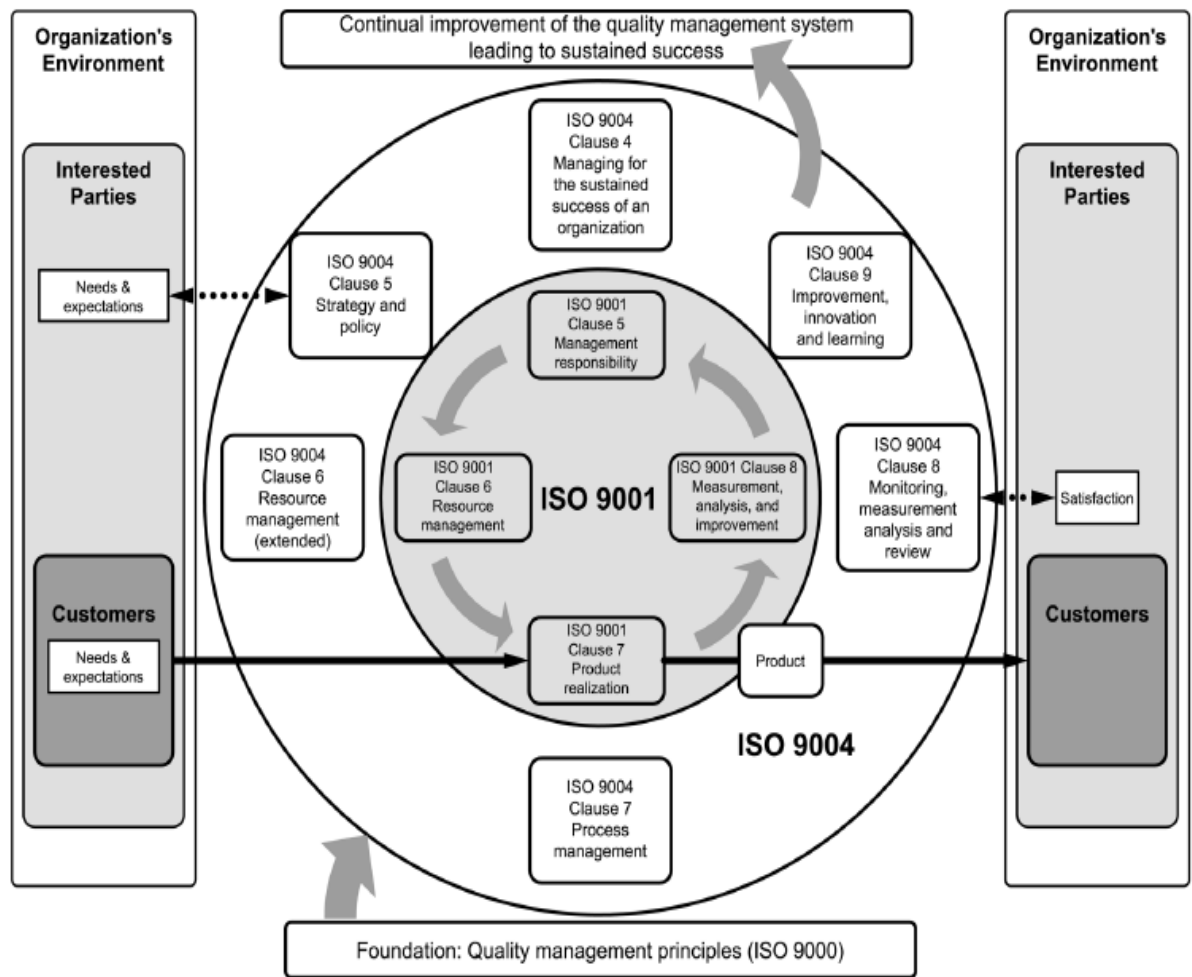 Organization's
Environment
Interested
Parties
Needs &
expectations
Customers
Needs &
expectations
Continual improvement of the quality management system
leading to sustained success
ISO 9004
Clause 4
Managing for
the sustained
success of an
organization
ISO 9004
Clause 5
Strategy and
policy
ISO 9004
Clause 9
Improvement,
innovation
and learning
ISO 9001
Clause 5
Management
responsibility
ISO 9004
Clause 6
Resource
management
(extended)
ISO 9001
Clause 6
Resource
management
ISO 9001
ISO 9001 Clause 8
Measurement,
analysis, and
improvement
ISO 9004
Clause 8
Monitoring,
measurement
analysis and
review
ISO 9001
Clause 7
Product
realization
Product
ISO 9004
ISO 9004
Clause 7
Process
management
Foundation: Quality management principles (ISO 9000)
Organization's
Environment
Interested
Parties
Satisfaction
Customers